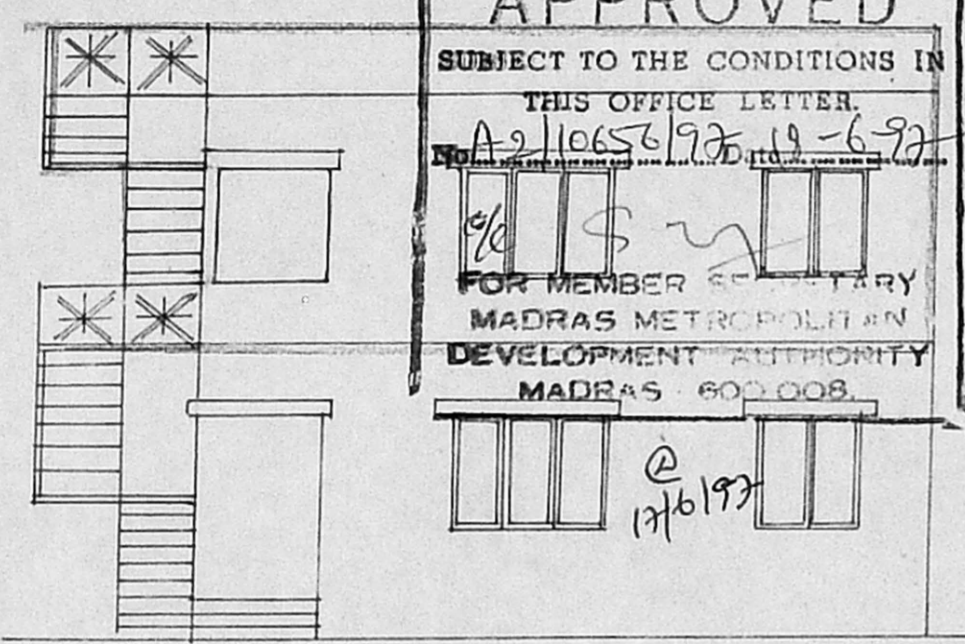 APPROVED
SUBJECT TO THE CONDITIONS IN
THIS OFFICE LETTER.
No. A2/10656/97 Date 19-6-97
FOR MEMBER SECRETARY
MADRAS METROPOLITAN
DEVELOPMENT AUTHORITY
MADRAS - 600 008.
17/6/97